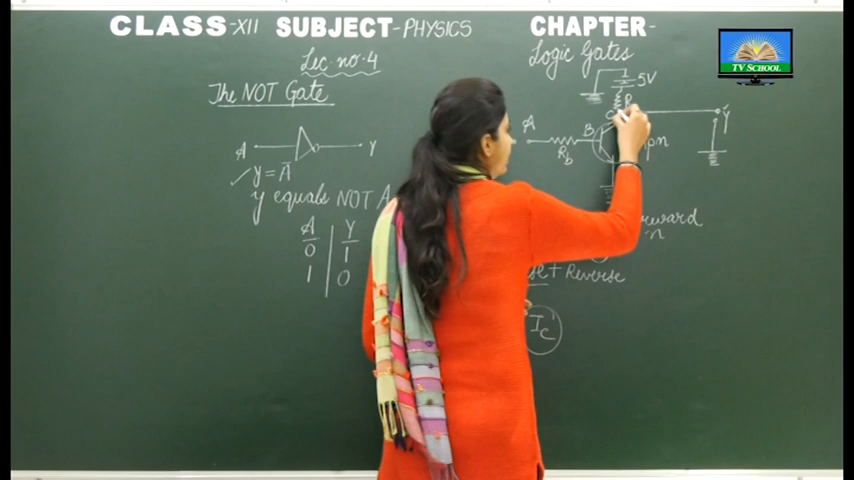 CLASS-XII SUBJECT-PHYSICS CHAPTER-
Lec no. 4
Logic Gates
TV SCHOOL
The NOT Gate
5V
R
C
A
B
Y
Rb
npn
A
Y
y = Ā
y equals NOT A
A Y
0 1
1 0
+ Reverse
Ic